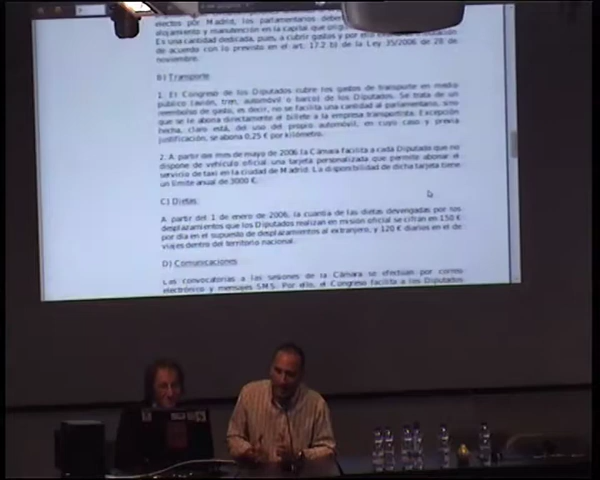 efectos por Madrid, los parlamentarios
alojamiento y manutención en la capital que
Es una cantidad dedicada, pues, a cubrir gastos y por
de acuerdo con lo previsto en el art. 17.2 b) de la Ley 35/2006 de 28 de
noviembre.
B) Transporte
1. El Congreso de los Diputados cubre los gastos de transporte en medio
público (avión, tren, automóvil o barco) de los Diputados. Se trata de un
reembolso de gasto, es decir, no se facilita una cantidad al parlamentario, sino
que se le abona directamente el billete a la empresa transportista. Excepción
hecha, claro está, del uso del propio automóvil, en cuyo caso y previa
justificación, se abona 0,25 € por kilómetro.
2. A partir del mes de mayo de 2006 la Cámara facilita a cada Diputado que no
dispone de vehículo oficial una tarjeta personalizada que permite abonar el
servicio de taxi en la ciudad de Madrid. La disponibilidad de dicha tarjeta tiene
un límite anual de 3000 €.
C) Dietas
A partir del 1 de enero de 2006, la cuantía de las dietas devengadas por los
desplazamientos que los Diputados realizan en misión oficial se cifran en 150 €
por día en el supuesto de desplazamientos al extranjero, y 120 € diarios en el de
viajes dentro del territorio nacional.
D) Comunicaciones
Las convocatorias a las sesiones de la Cámara se efectúan por correo
electrónico y mensajes SMS. Por ello, el Congreso facilita a los Diputados